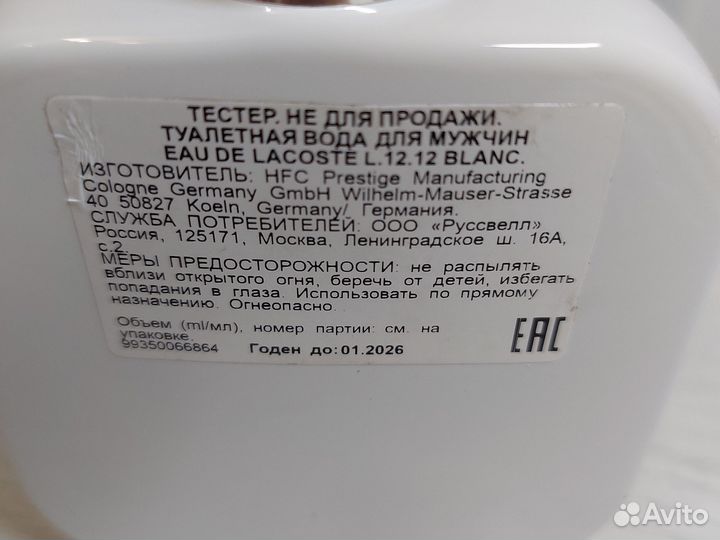 ТЕСТЕР. НЕ ДЛЯ ПРОДАЖИ.
ТУАЛЕТНАЯ ВОДА ДЛЯ МУЖЧИН
EAU DE LACOSTE L.12.12 BLANC.
ИЗГОТОВИТЕЛЬ: HFC Prestige Manufacturing
Cologne Germany GmbH Wilhelm-Mauser-Strasse
40 50827 Koeln, Germany/ Германия.
СЛУЖБА ПОТРЕБИТЕЛЕЙ: ООО «Руссвелл»
Россия, 125171, Москва, Ленинградское ш. 16А,
с.2.
МЕРЫ ПРЕДОСТОРОЖНОСТИ: не распылять
вблизи открытого огня, беречь от детей, избегать
попадания в глаза. Использовать по прямому
назначению. Огнеопасно.
Объем (ml/мл), номер партии: см. на
упаковке.
99350066864 Годен до: 01.2026
EAC
Avito